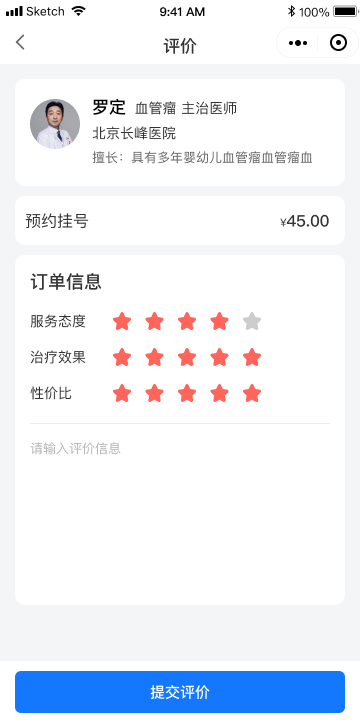 Sketch
9:41 AM
100%
评价
罗定 血管瘤 主治医师
北京长峰医院
擅长：具有多年婴幼儿血管瘤血管瘤血
预约挂号
¥45.00
订单信息
服务态度
治疗效果
性价比
请输入评价信息
提交评价